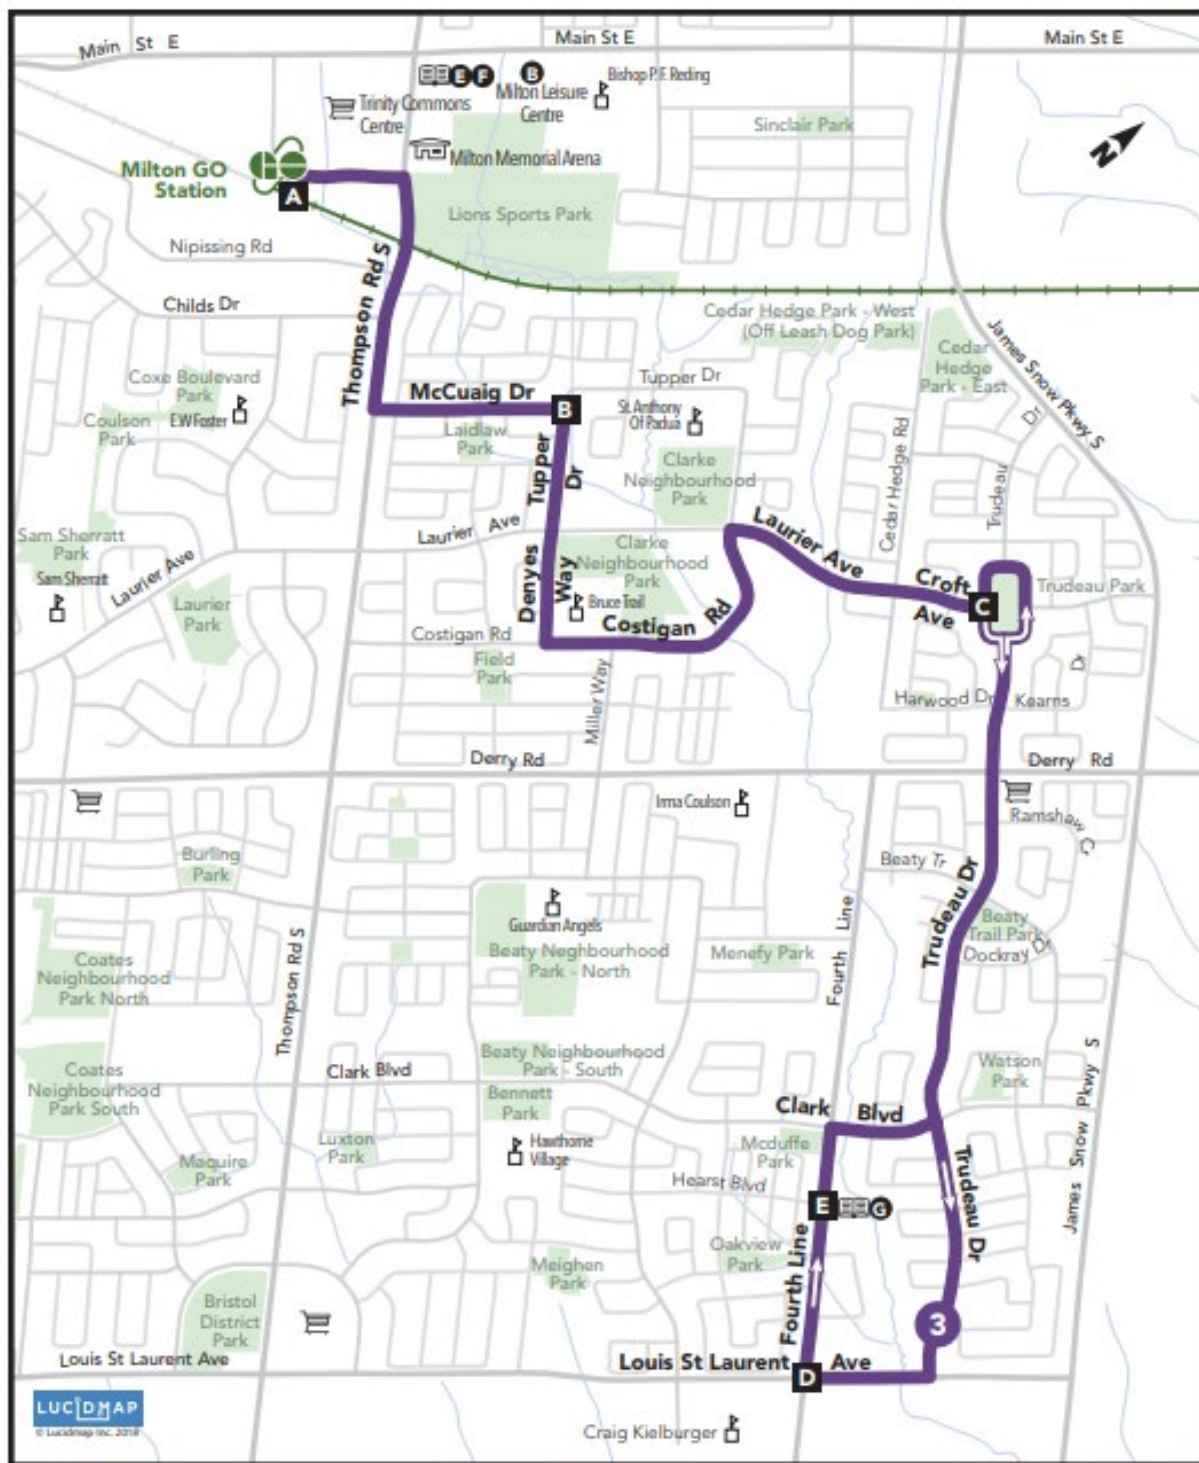 Main St E
Main St E
Main St E
E
F
B
Bishop P.F. Reding
Trinity Commons
Centre
Milton Leisure
Centre
Sinclair Park
N
Milton Memorial Arena
Milton GO
Station
A
Lions Sports Park
Nipissing Rd
Thompson Rd S
Childs Dr
Cedar Hedge Park - West
(Off Leash Dog Park)
James Snow Pkwy S
Cedar
Hedge
Park - East
Coxe Boulevard
Park
E.W Foster
Coulson
Park
McCuaig Dr
B
Tupper Dr
St. Anthony
Of Padua
Laidlaw
Park
Tupper
Dr
Clarke
Neighbourhood
Park
Cedar Hedge Rd
Trudeau
Dr
Sam Sherratt
Park
Sam Sherratt
Laurier Ave
Laurier Ave
Laurier Ave
Laurier
Park
Denyes
Way
Clarke
Neighbourhood
Park
Bruce Trail
Croft
Ave
C
Trudeau Park
Costigan Rd
Costigan Rd
Field
Park
Miller Way
Harwood Dr
Kearns
Dr
Derry Rd
Derry Rd
Irma Coulson
Ramshaw Cr
Burling
Park
Beaty Tr
Trudeau Dr
Guardian Angels
Beaty Neghbourhood
Park - North
Menefy Park
Fourth Line
Beaty
Trail Park
Dockray Dr
Coates
Neighbourhood
Park North
Thompson Rd S
Clark Blvd
Beaty Neighbourhood
Park - South
Bennett
Park
Watson
Park
Coates
Neighbourhood
Park South
James Snow Pkwy S
Clark Blvd
Mcduffe
Park
Luxton
Park
Hawthorne
Village
Maquire
Park
Hearst Blvd
E
G
Trudeau Dr
Oakview
Park
Fourth Line
Meighen
Park
Bristol
District
Park
3
Louis St Laurent Ave
Louis St Laurent Ave
D
LUCIDMAP
© Lucidmap Inc. 2018
Craig Kielburger